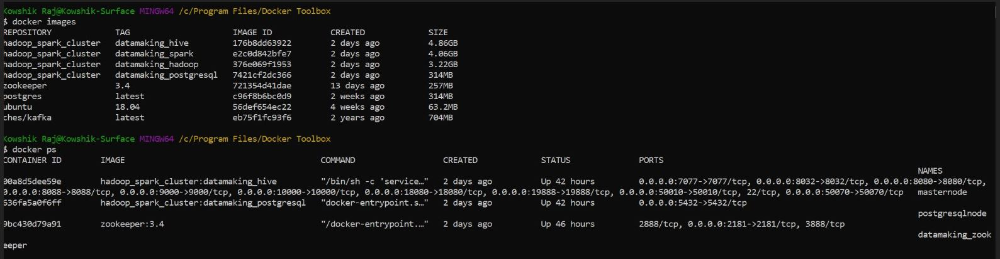 Kowshik Raj@Kowshik-Surface MINGW64 /c/Program Files/Docker Toolbox
$ docker images
REPOSITORY TAG IMAGE ID CREATED SIZE
hadoop_spark_cluster datamaking_hive 176b8dd63922 2 days ago 4.86GB
hadoop_spark_cluster datamaking_spark e2c0d842bfe7 2 days ago 4.06GB
hadoop_spark_cluster datamaking_hadoop 376e069f1953 2 days ago 3.22GB
hadoop_spark_cluster datamaking_postgresql 7421cf2dc366 2 days ago 314MB
zookeeper 3.4 721354d41dae 13 days ago 257MB
postgres latest c96f8b6bc0d9 2 weeks ago 314MB
ubuntu 18.04 56def654ec22 4 weeks ago 63.2MB
ches/kafka latest eb75f1fc93f6 2 years ago 704MB
Kowshik Raj@Kowshik-Surface MINGW64 /c/Program Files/Docker Toolbox
$ docker ps
CONTAINER ID IMAGE COMMAND CREATED STATUS PORTS
NAMES
00a8d5dee59e hadoop_spark_cluster:datamaking_hive "/bin/sh -c 'service…" 2 days ago Up 42 hours 0.0.0.0:7077->7077/tcp, 0.0.0.0:8032->8032/tcp, 0.0.0.0:8080->8080/tcp,
0.0.0.0:8088->8088/tcp, 0.0.0.0:9000->9000/tcp, 0.0.0.0:10000->10000/tcp, 0.0.0.0:18080->18080/tcp, 0.0.0.0:19888->19888/tcp, 0.0.0.0:50010->50010/tcp, 22/tcp, 0.0.0.0:50070->50070/tcp masternode
636fa5a0f6ff hadoop_spark_cluster:datamaking_postgresql "docker-entrypoint.s…" 2 days ago Up 42 hours 0.0.0.0:5432->5432/tcp
postgresqlnode
9bc430d79a91 zookeeper:3.4 "/docker-entrypoint.…" 2 days ago Up 46 hours 2888/tcp, 0.0.0.0:2181->2181/tcp, 3888/tcp
datamaking_zook
eeper